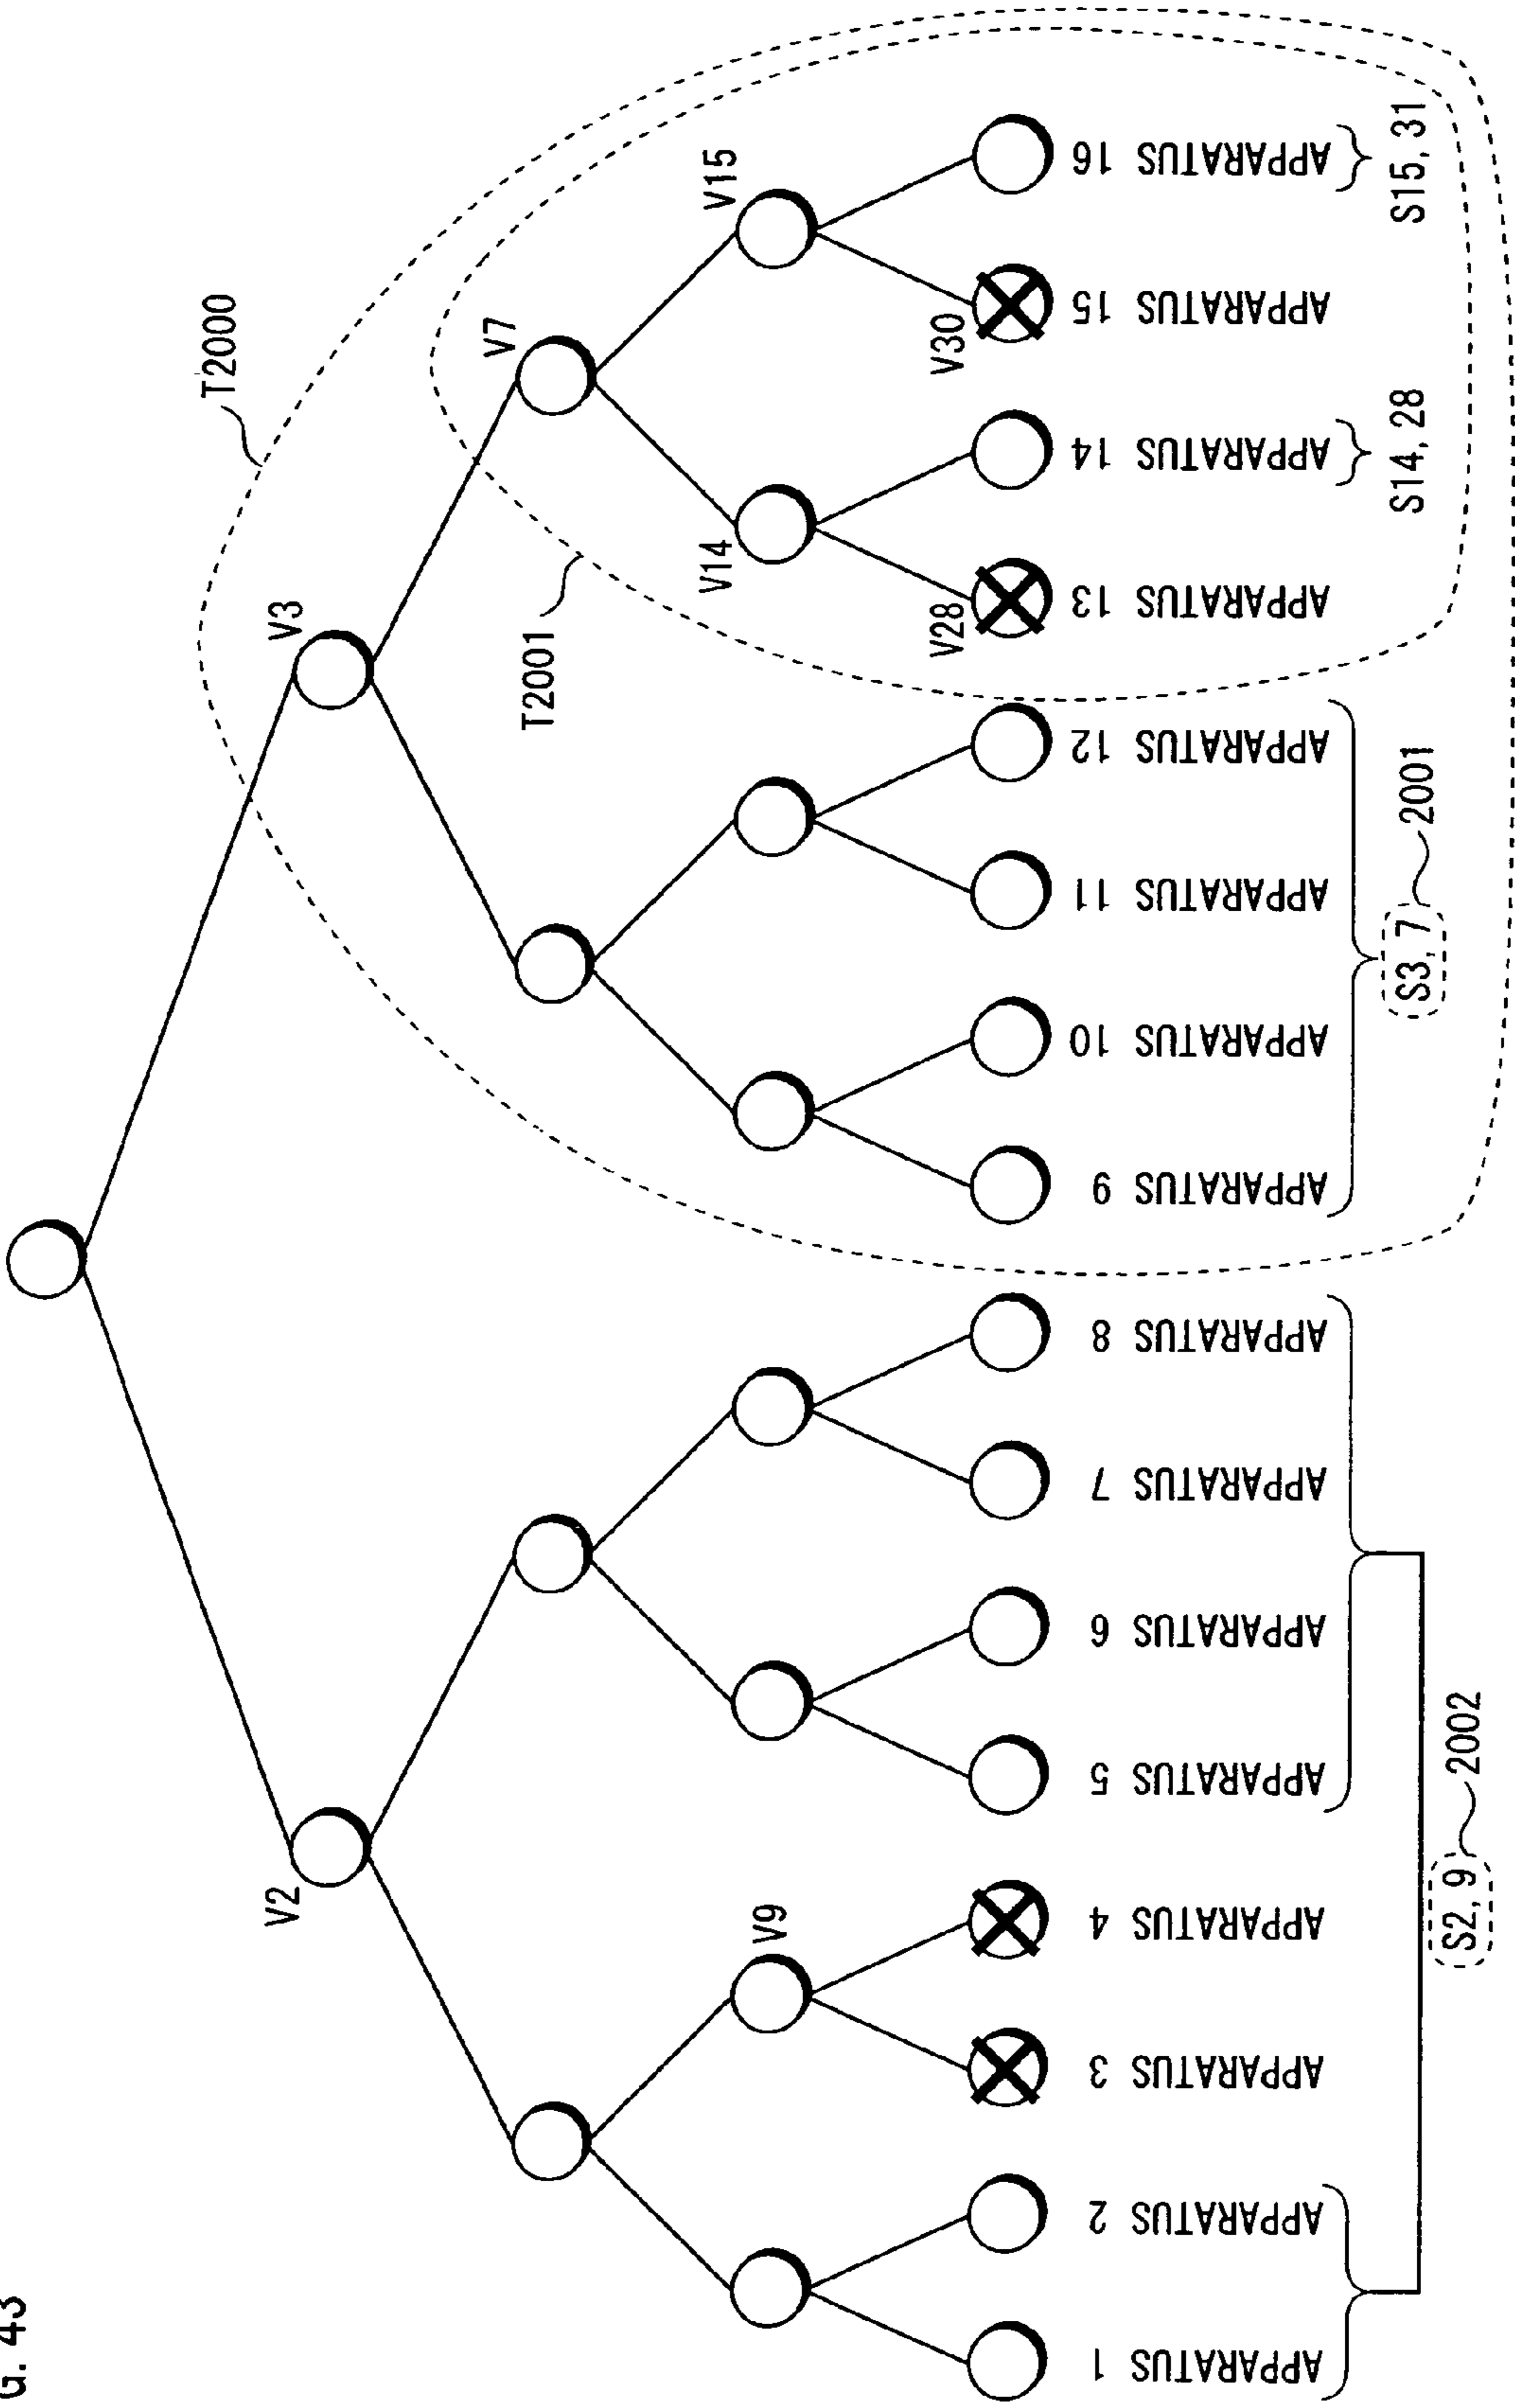 G. 43
T2000
V3
V2
V7
V15
T2001
V14
V9
V30
V28
APPARATUS 1
APPARATUS 2
APPARATUS 3
APPARATUS 4
APPARATUS 5
APPARATUS 6
APPARATUS 7
APPARATUS 8
APPARATUS 9
APPARATUS 10
APPARATUS 11
APPARATUS 12
APPARATUS 13
APPARATUS 14
APPARATUS 15
APPARATUS 16
S2, 9
2002
S3, 7
2001
S14, 28
S15, 31